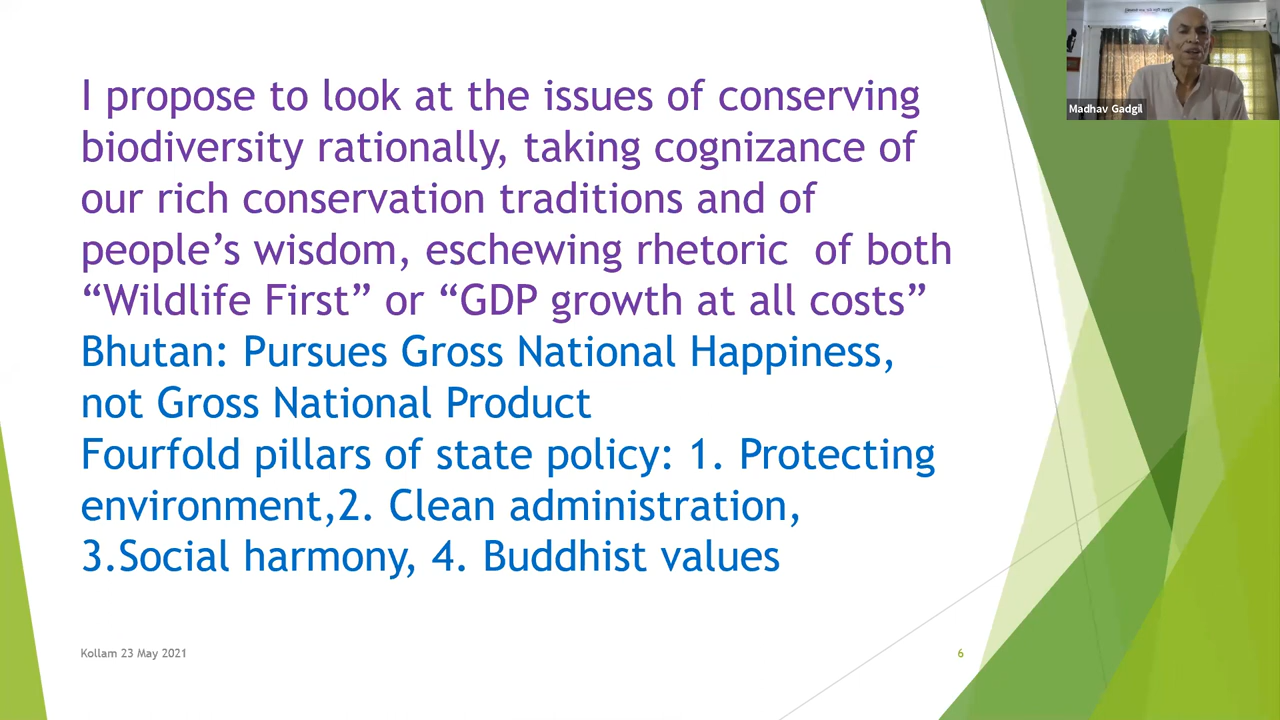 I propose to look at the issues of conserving
biodiversity rationally, taking cognizance of
our rich conservation traditions and of
people’s wisdom, eschewing rhetoric  of both
“Wildlife First” or “GDP growth at all costs”
Bhutan: Pursues Gross National Happiness,
not Gross National Product
Fourfold pillars of state policy: 1. Protecting
environment,2. Clean administration,
3.Social harmony, 4. Buddhist values
Kollam 23 May 2021
6
Madhav Gadgil